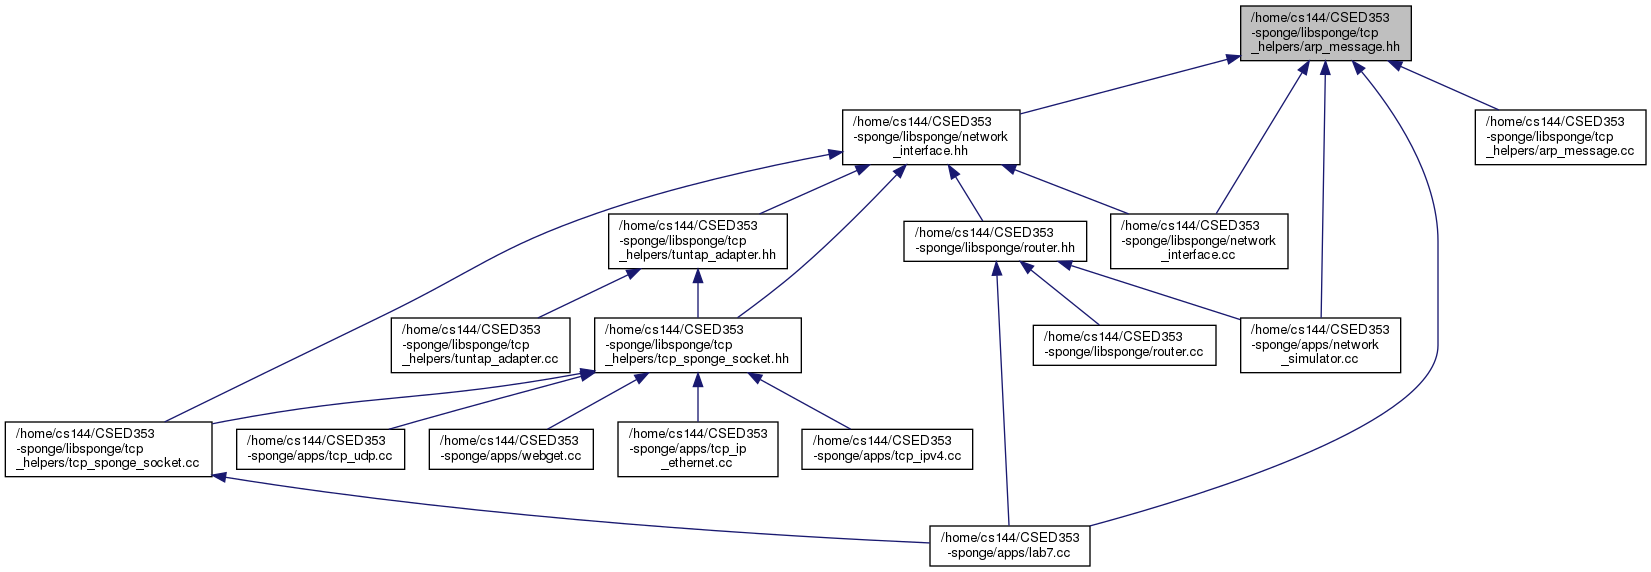 /home/cs144/CSED353
-sponge/libsponge/tcp
_helpers/arp_message.hh
/home/cs144/CSED353
-sponge/libsponge/network
_interface.hh
/home/cs144/CSED353
-sponge/libsponge/tcp
_helpers/arp_message.cc
/home/cs144/CSED353
-sponge/libsponge/tcp
_helpers/tuntap_adapter.hh
/home/cs144/CSED353
-sponge/libsponge/router.hh
/home/cs144/CSED353
-sponge/libsponge/network
_interface.cc
/home/cs144/CSED353
-sponge/libsponge/tcp
_helpers/tuntap_adapter.cc
/home/cs144/CSED353
-sponge/libsponge/tcp
_helpers/tcp_sponge_socket.hh
/home/cs144/CSED353
-sponge/libsponge/router.cc
/home/cs144/CSED353
-sponge/apps/network
_simulator.cc
/home/cs144/CSED353
-sponge/libsponge/tcp
_helpers/tcp_sponge_socket.cc
/home/cs144/CSED353
-sponge/apps/tcp_udp.cc
/home/cs144/CSED353
-sponge/apps/webget.cc
/home/cs144/CSED353
-sponge/apps/tcp_ip
_ethernet.cc
/home/cs144/CSED353
-sponge/apps/tcp_ipv4.cc
/home/cs144/CSED353
-sponge/apps/lab7.cc